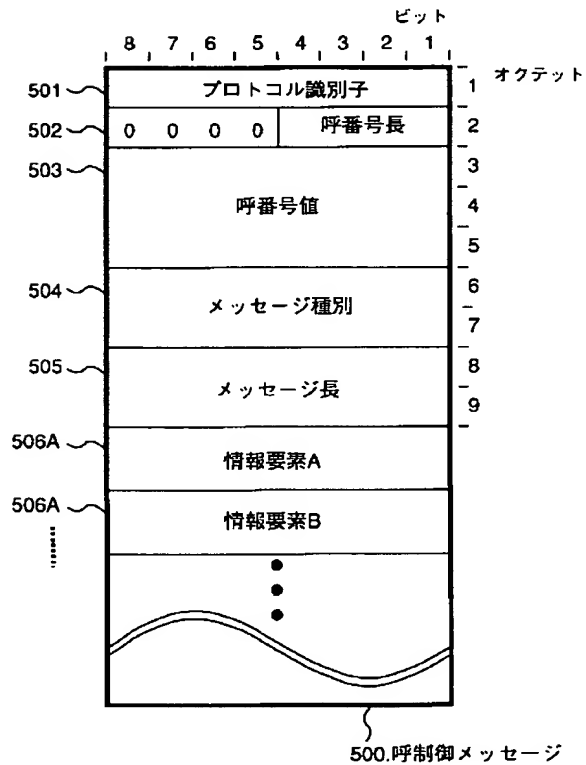 ビット
8 7 6 5 4 3 2 1
オクテット
501 プロトコル識別子 1
502 0 0 0 0 呼番号長 2
503 3
呼番号値 4
5
504 メッセージ種別 6
7
505 メッセージ長 8
9
506A 情報要素A
506A 情報要素B
500.呼制御メッセージ